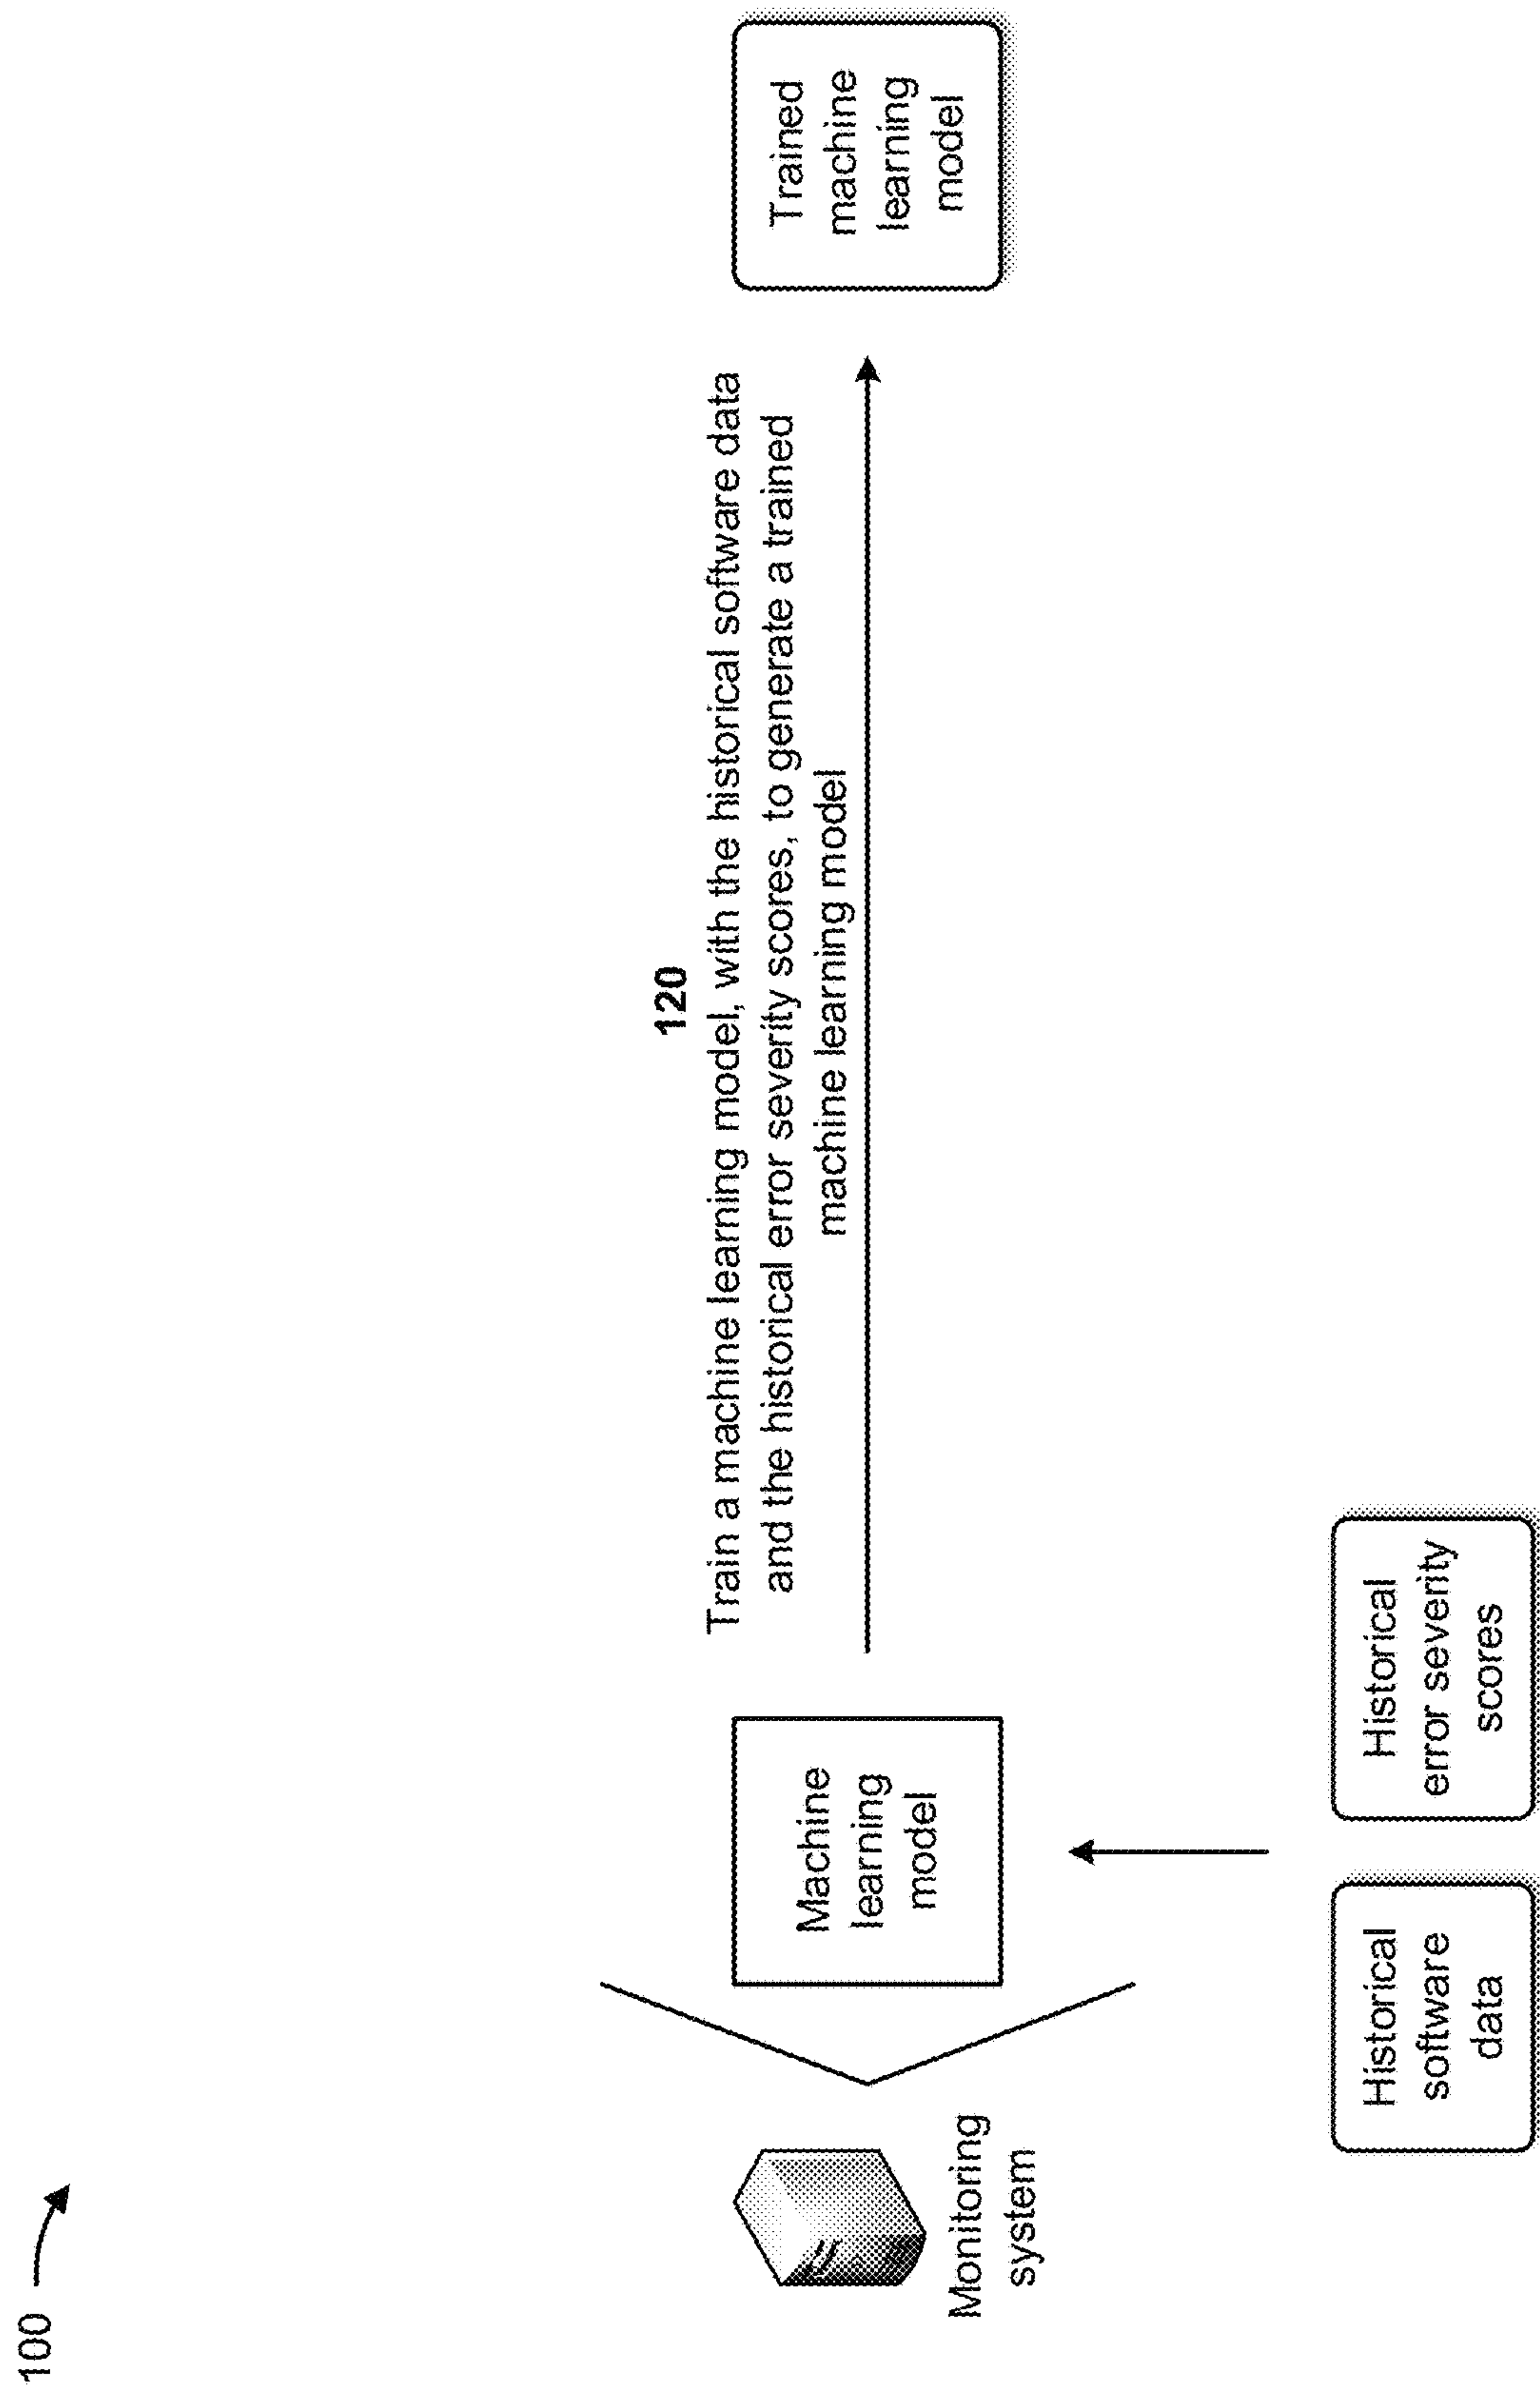 100
120
Train a machine learning model, with the historical software data
and the historical error severity scores, to generate a trained
machine learning model
Monitoring
system
Machine
learning
model
Trained
machine
learning
model
Historical
software
data
Historical
error severity
scores